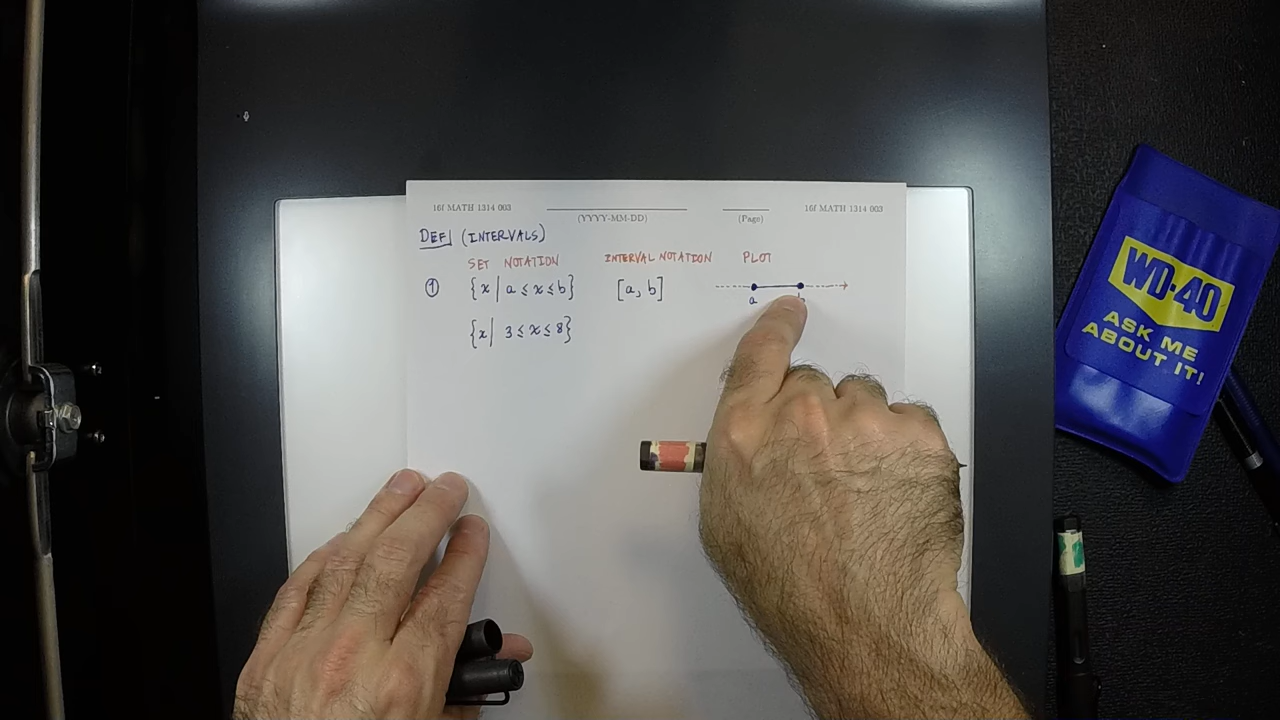 16f MATH 1314 003 (YYYY-MM-DD) (Page) 16f MATH 1314 003
DEF (INTERVALS)
SET NOTATION INTERVAL NOTATION PLOT
① {x | a ≤ x ≤ b} [a, b]
a b
{x | 3 ≤ x ≤ 8}
WD-40
ASK ME
ABOUT IT!